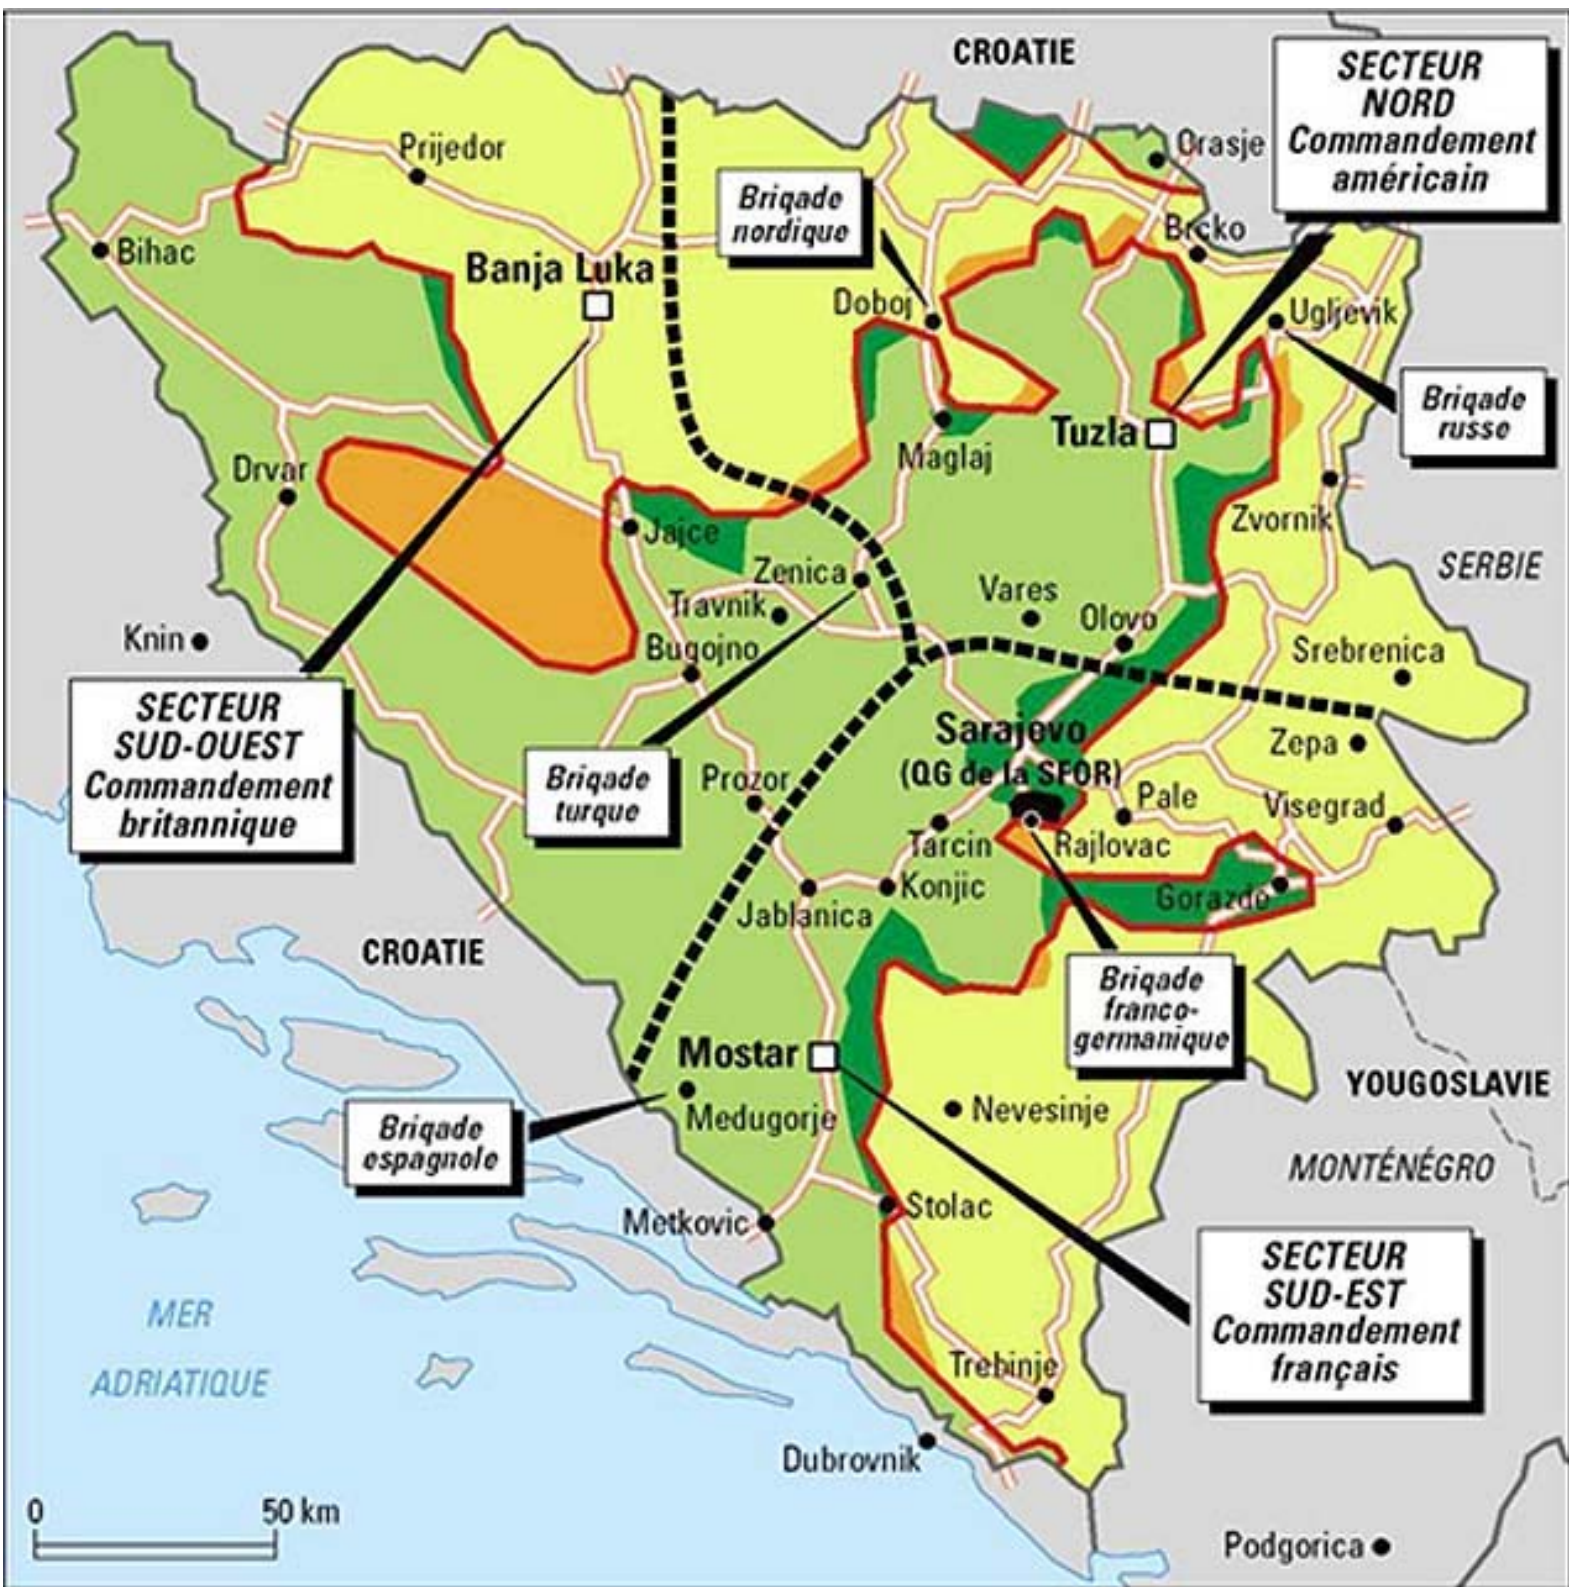 CROATIE
SECTEUR
NORD
Commandement
américain
Orasje
Prijedor
Brigade
nordique
Brcko
Bihac
Banja Luka
Doboj
Ugljevik
Brigade
russe
Tuzla
Maglaj
Drvar
Zvornik
Jajce
SERBIE
Zenica
Vares
Travnik
Olovo
Knin
Bugojno
Srebrenica
SECTEUR
SUD-OUEST
Commandement
britannique
Sarajevo
(QG de la SFOR)
Zepa
Brigade
turque
Prozor
Pale
Visegrad
Tarcin
Rajlovac
Konjic
Gorazde
Jablanica
CROATIE
Brigade
franco-
germanique
Mostar
YOUGOSLAVIE
Medugorje
Nevesinje
Brigade
espagnole
MONTÉNÉGRO
Stolac
Metkovic
SECTEUR
SUD-EST
Commandement
français
MER
ADRIATIQUE
Trebinje
Dubrovnik
0
50 km
Podgorica